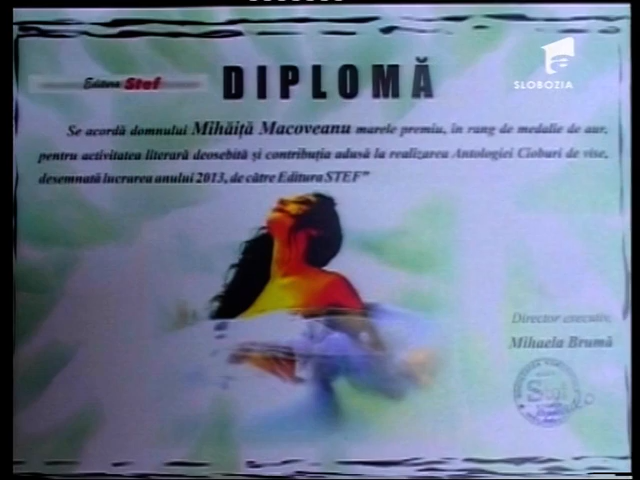 SLOBOZIA
Editura Stef
DIPLOMĂ
Se acordă domnului Mihăiță Macoveanu marele premiu, în rang de medalie de aur,
pentru activitatea literară deosebită și contribuția adusă la realizarea Antologiei Cioburi de vise,
desemnată lucrarea anului 2013, de către Editura STEF"
Director executiv,
Mihaela Brumă
Stef